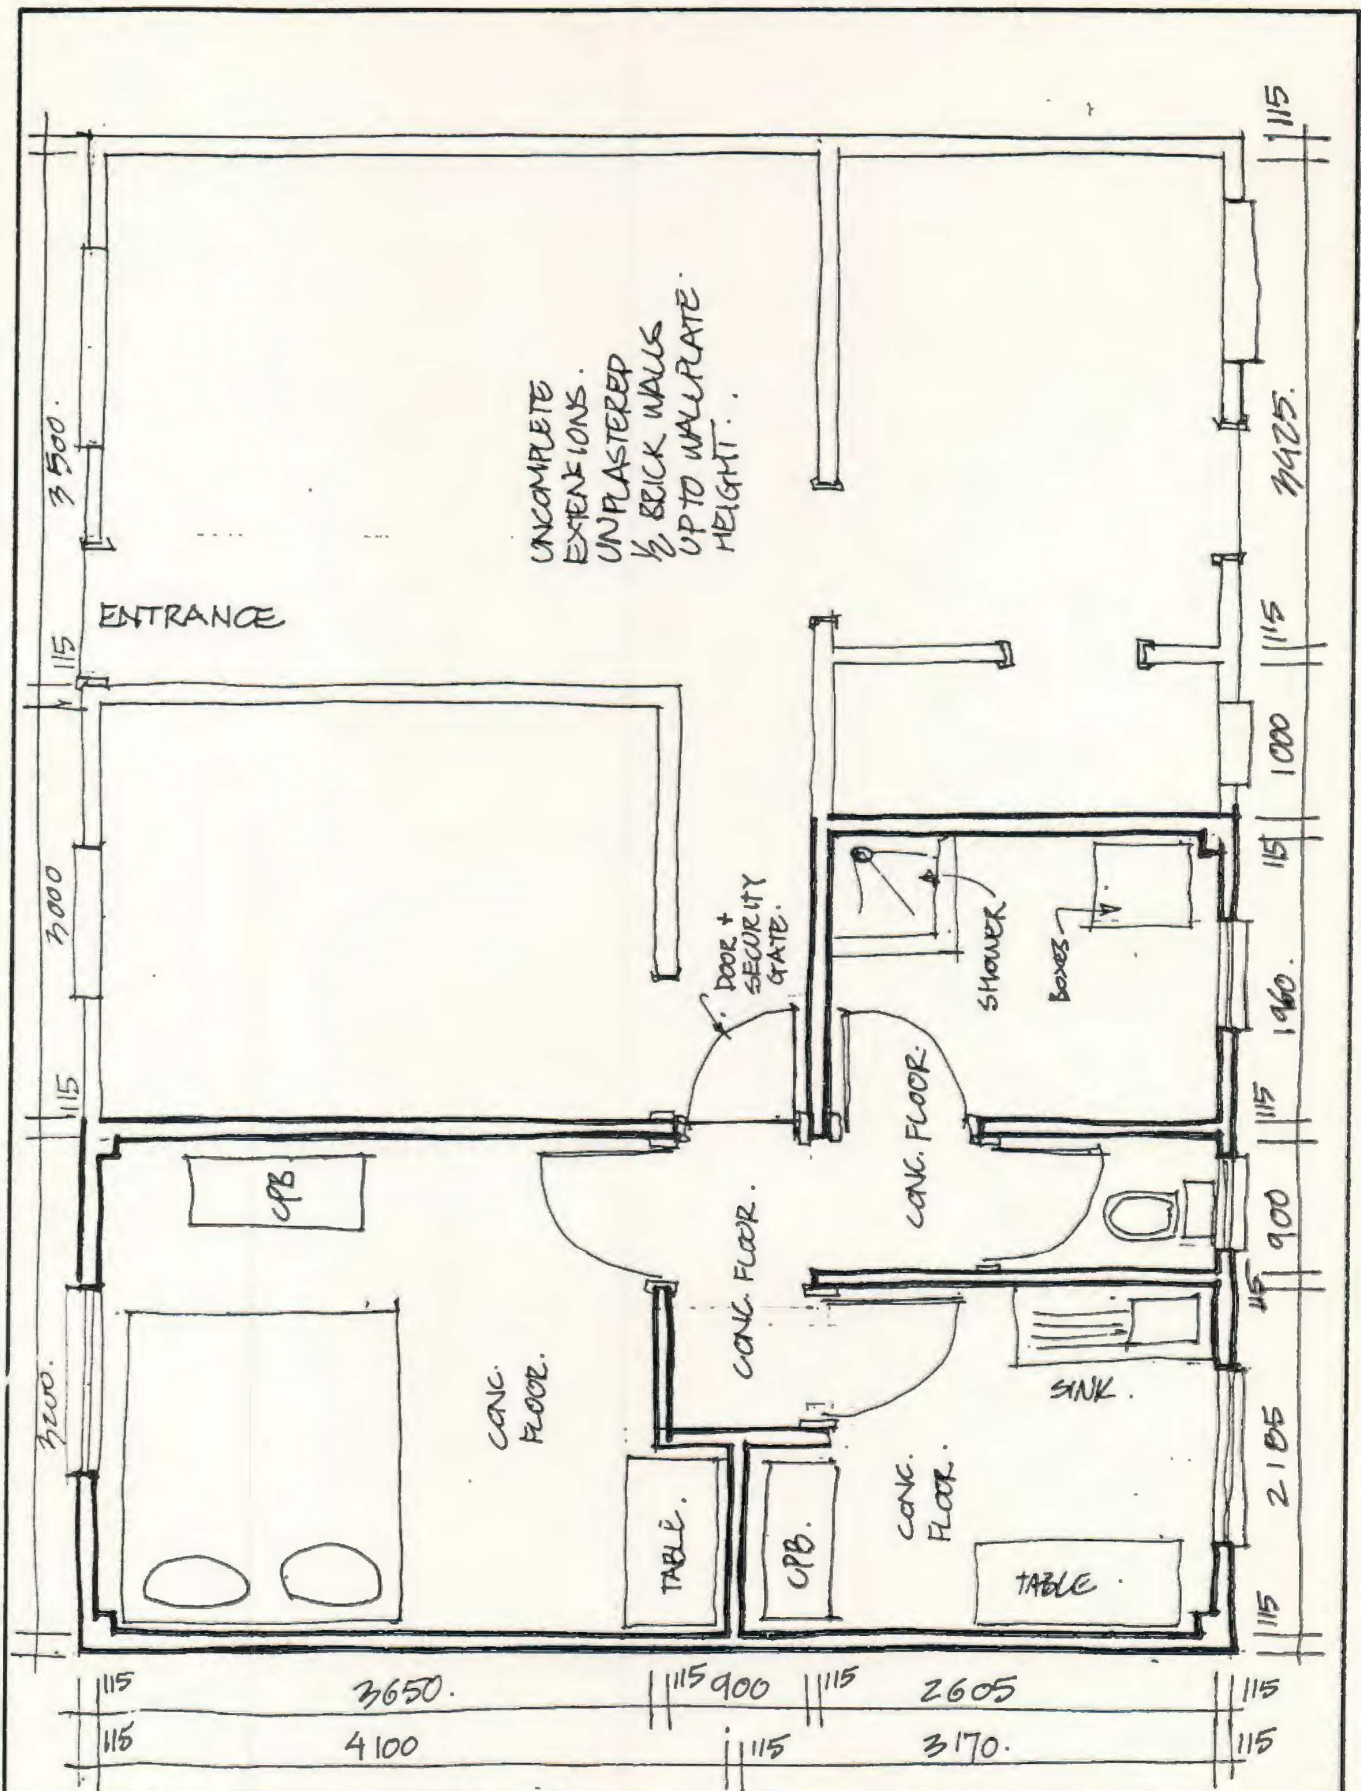 115
UNCOMPLETE
EXTENSIONS.
UNPLASTERED
½ BRICK WALLS
UP TO WALLPLATE
HEIGHT.
3500.
3925.
ENTRANCE
115
115
1000
3000
DOOR +
SECURITY
GATE.
SHOWER
BOXES
115
1960.
115
115
CONC. FLOOR.
CPB
CONC. FLOOR.
900
115
3200.
CONC.
FLOOR.
SINK.
2185
TABLE.
CPB.
CONC.
FLOOR.
TABLE.
115
115
3650.
115
900
115
2605
115
115
4100
115
3170.
115